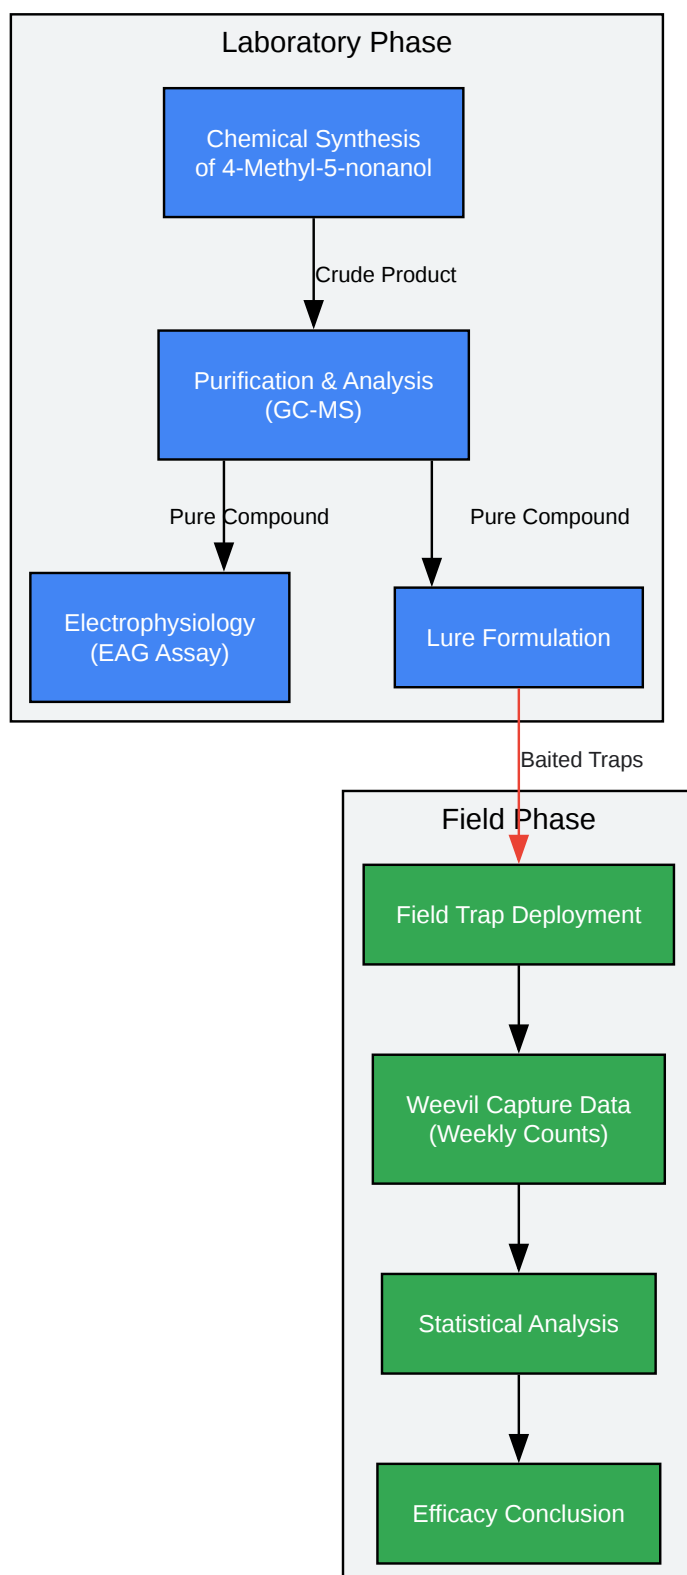 Laboratory Phase
Chemical Synthesis
of 4-Methyl-5-nonanol
Crude Product
Purification & Analysis
(GC-MS)
Pure Compound
Pure Compound
Electrophysiology
(EAG Assay)
Lure Formulation
Baited Traps
Field Phase
Field Trap Deployment
Weevil Capture Data
(Weekly Counts)
Statistical Analysis
Efficacy Conclusion